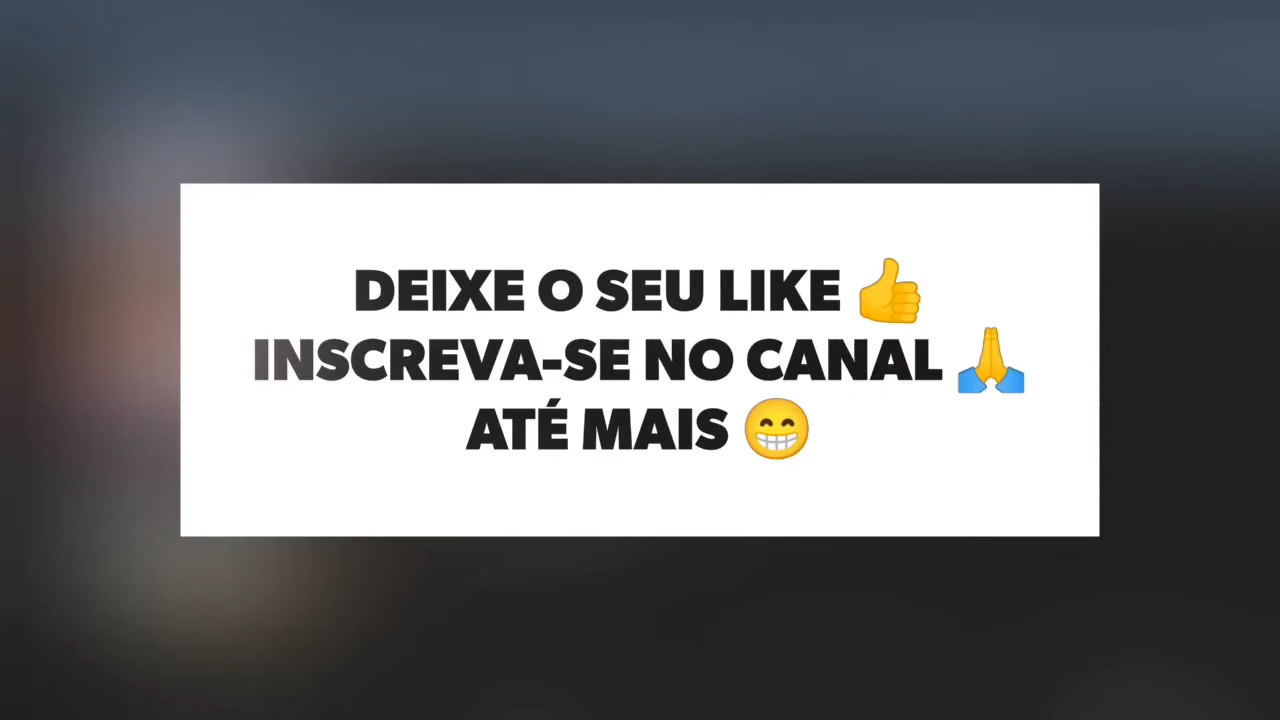 DEIXE O SEU LIKE 👍
INSCREVA-SE NO CANAL 🙏
ATÉ MAIS 😁